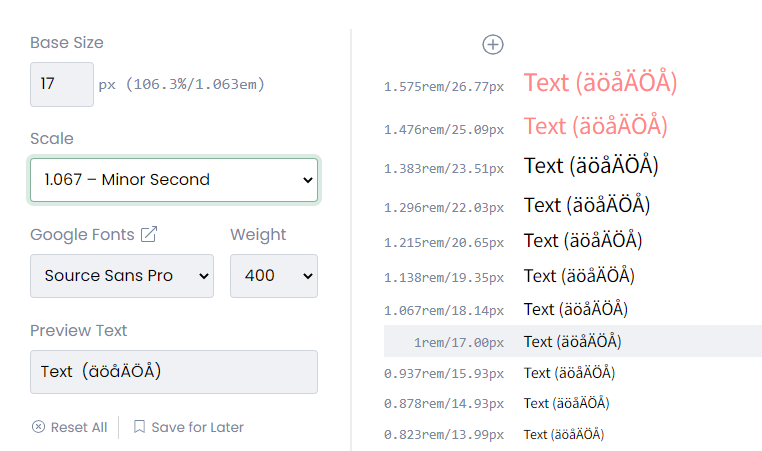 Base Size
17 px (106.3%/1.063em)
Scale
1.067 – Minor Second
Google Fonts
Weight
Source Sans Pro
400
Preview Text
Text  (äöåÄÖÅ)
Reset All
Save for Later
1.575rem/26.77px Text (äöåÄÖÅ)
1.476rem/25.09px Text (äöåÄÖÅ)
1.383rem/23.51px Text (äöåÄÖÅ)
1.296rem/22.03px Text (äöåÄÖÅ)
1.215rem/20.65px Text (äöåÄÖÅ)
1.138rem/19.35px Text (äöåÄÖÅ)
1.067rem/18.14px Text (äöåÄÖÅ)
1rem/17.00px Text (äöåÄÖÅ)
0.937rem/15.93px Text (äöåÄÖÅ)
0.878rem/14.93px Text (äöåÄÖÅ)
0.823rem/13.99px Text (äöåÄÖÅ)